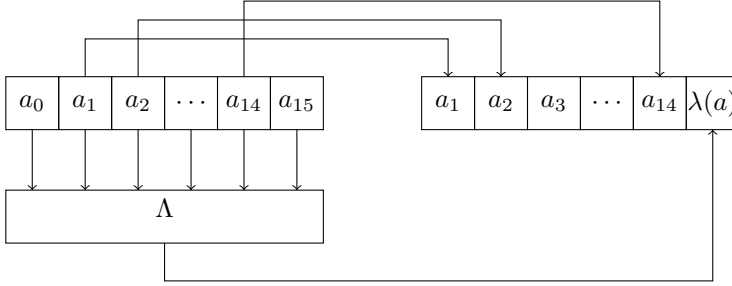 a₀ a₁ a₂ ⋯ a₁₄ a₁₅ a₁ a₂ a₃ ⋯ a₁₄ λ(a)
Λ